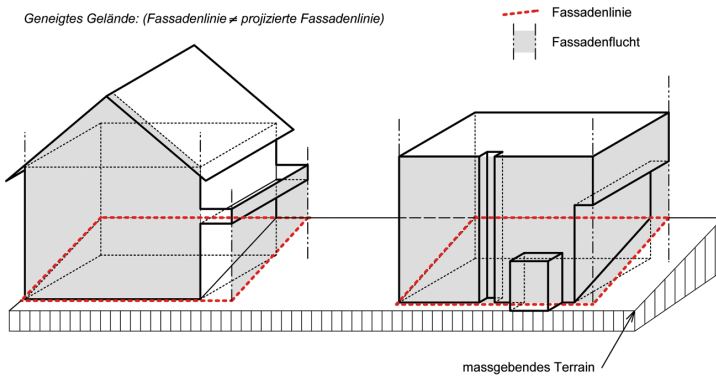 Geneigtes Gelände: (Fassadenlinie ≠ projizierte Fassadenlinie)
Fassadenlinie
Fassadenflucht
massgebendes Terrain